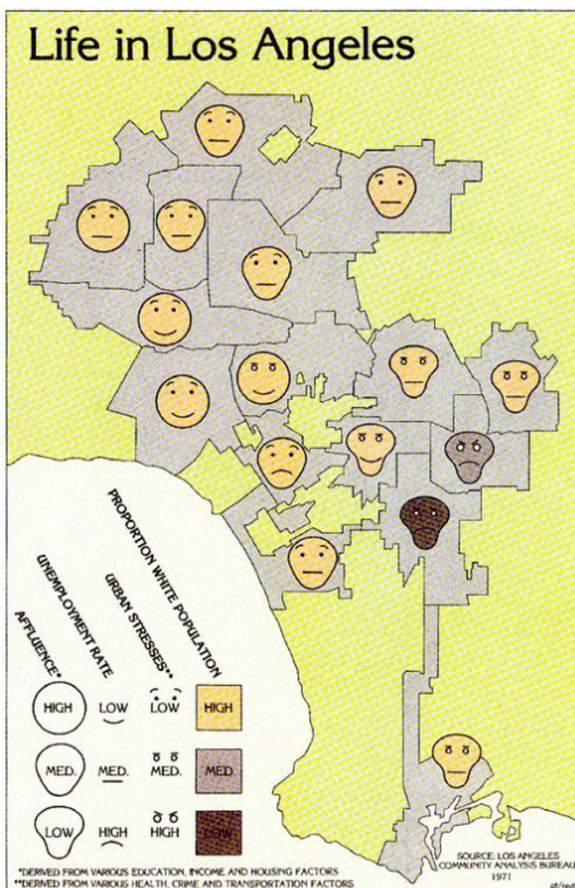 Life in Los Angeles
AFFLUENCE*
UNEMPLOYMENT RATE
URBAN STRESSES**
PROPORTION WHITE POPULATION
HIGH LOW LOW HIGH
MED. MED. MED. MED.
LOW HIGH HIGH LOW
*DERIVED FROM VARIOUS EDUCATION, INCOME AND HOUSING FACTORS
**DERIVED FROM VARIOUS HEALTH, CRIME AND TRANSPORTATION FACTORS
SOURCE: LOS ANGELES
COMMUNITY ANALYSIS BUREAU
1971